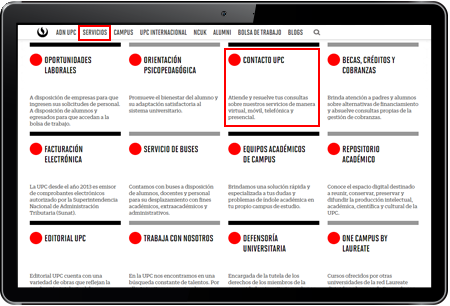 ADN UPC SERVICIOS CAMPUS UPC INTERNACIONAL NCUK ALUMNI BOLSA DE TRABAJO BLOGS
OPORTUNIDADES
LABORALES
A disposición de empresas para que
ingresen sus solicitudes de personal.
A disposición de alumnos y
egresados para que accedan a la
bolsa de trabajo.
ORIENTACIÓN
PSICOPEDAGÓGICA
Promueve el bienestar del alumno y
su adaptación satisfactoria al
sistema universitario.
CONTACTO UPC
Atiende y resuelve tus consultas
sobre nuestros servicios de manera
virtual, móvil, telefónica y
presencial.
BECAS, CRÉDITOS Y
COBRANZAS
Brinda atención a padres y alumnos
sobre alternativas de financiamiento
y absuelve consultas propias de la
gestión de cobranzas.
FACTURACIÓN
ELECTRÓNICA
La UPC desde el año 2013 es emisor
de comprobantes electrónicos
autorizado por la Superintendencia
Nacional de Administración
Tributaria (Sunat).
SERVICIO DE BUSES
Contamos con buses a disposición
de alumnos, docentes y personal
para su desplazamiento con fines
académicos, extraacadémicos y
administrativos.
EQUIPOS ACADÉMICOS
DE CAMPUS
Brindamos una solución rápida y
especializada a tus dudas y
problemas de índole académica en
tu propio campus de estudio.
REPOSITORIO
ACADÉMICO
Conoce el espacio digital destinado
a reunir, conservar, preservar y
difundir la producción intelectual,
académica, científica y cultural de la
UPC.
EDITORIAL UPC
Editorial UPC cuenta con una
variedad de obras que reflejan la
TRABAJA CON NOSOTROS
En la UPC nos encontramos en una
búsqueda constante de talentos. Por
DEFENSORÍA
UNIVERSITARIA
Encargada de la tutela de los
derechos de los miembros de la
ONE CAMPUS BY
LAUREATE
Cursos ofrecidos por otras
universidades de la red Laureate